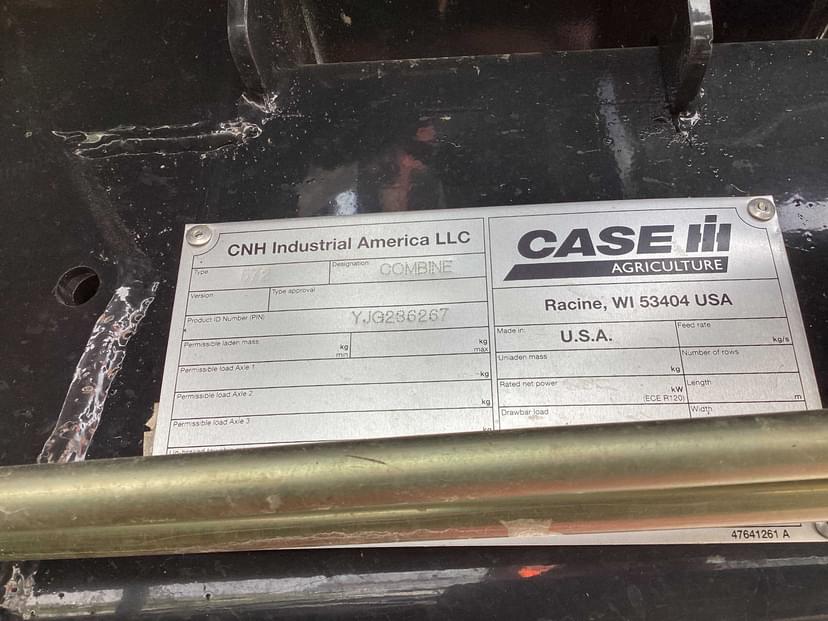 CNH Industrial America LLC
Type
Designation
COMBINE
Version
Type approval
Product ID Number (PIN)
YJG236267
Permissible laden mass
kg
min
kg
max
Permissible load Axle 1
kg
Permissible load Axle 2
kg
Permissible load Axle 3
kg
CASE IH
AGRICULTURE
Racine, WI 53404 USA
Made in:
U.S.A.
Feed rate
kg/s
Unladen mass
kg
Number of rows
Rated net power
kW
(ECE R120)
Length
m
Drawbar load
Width
47641261 A